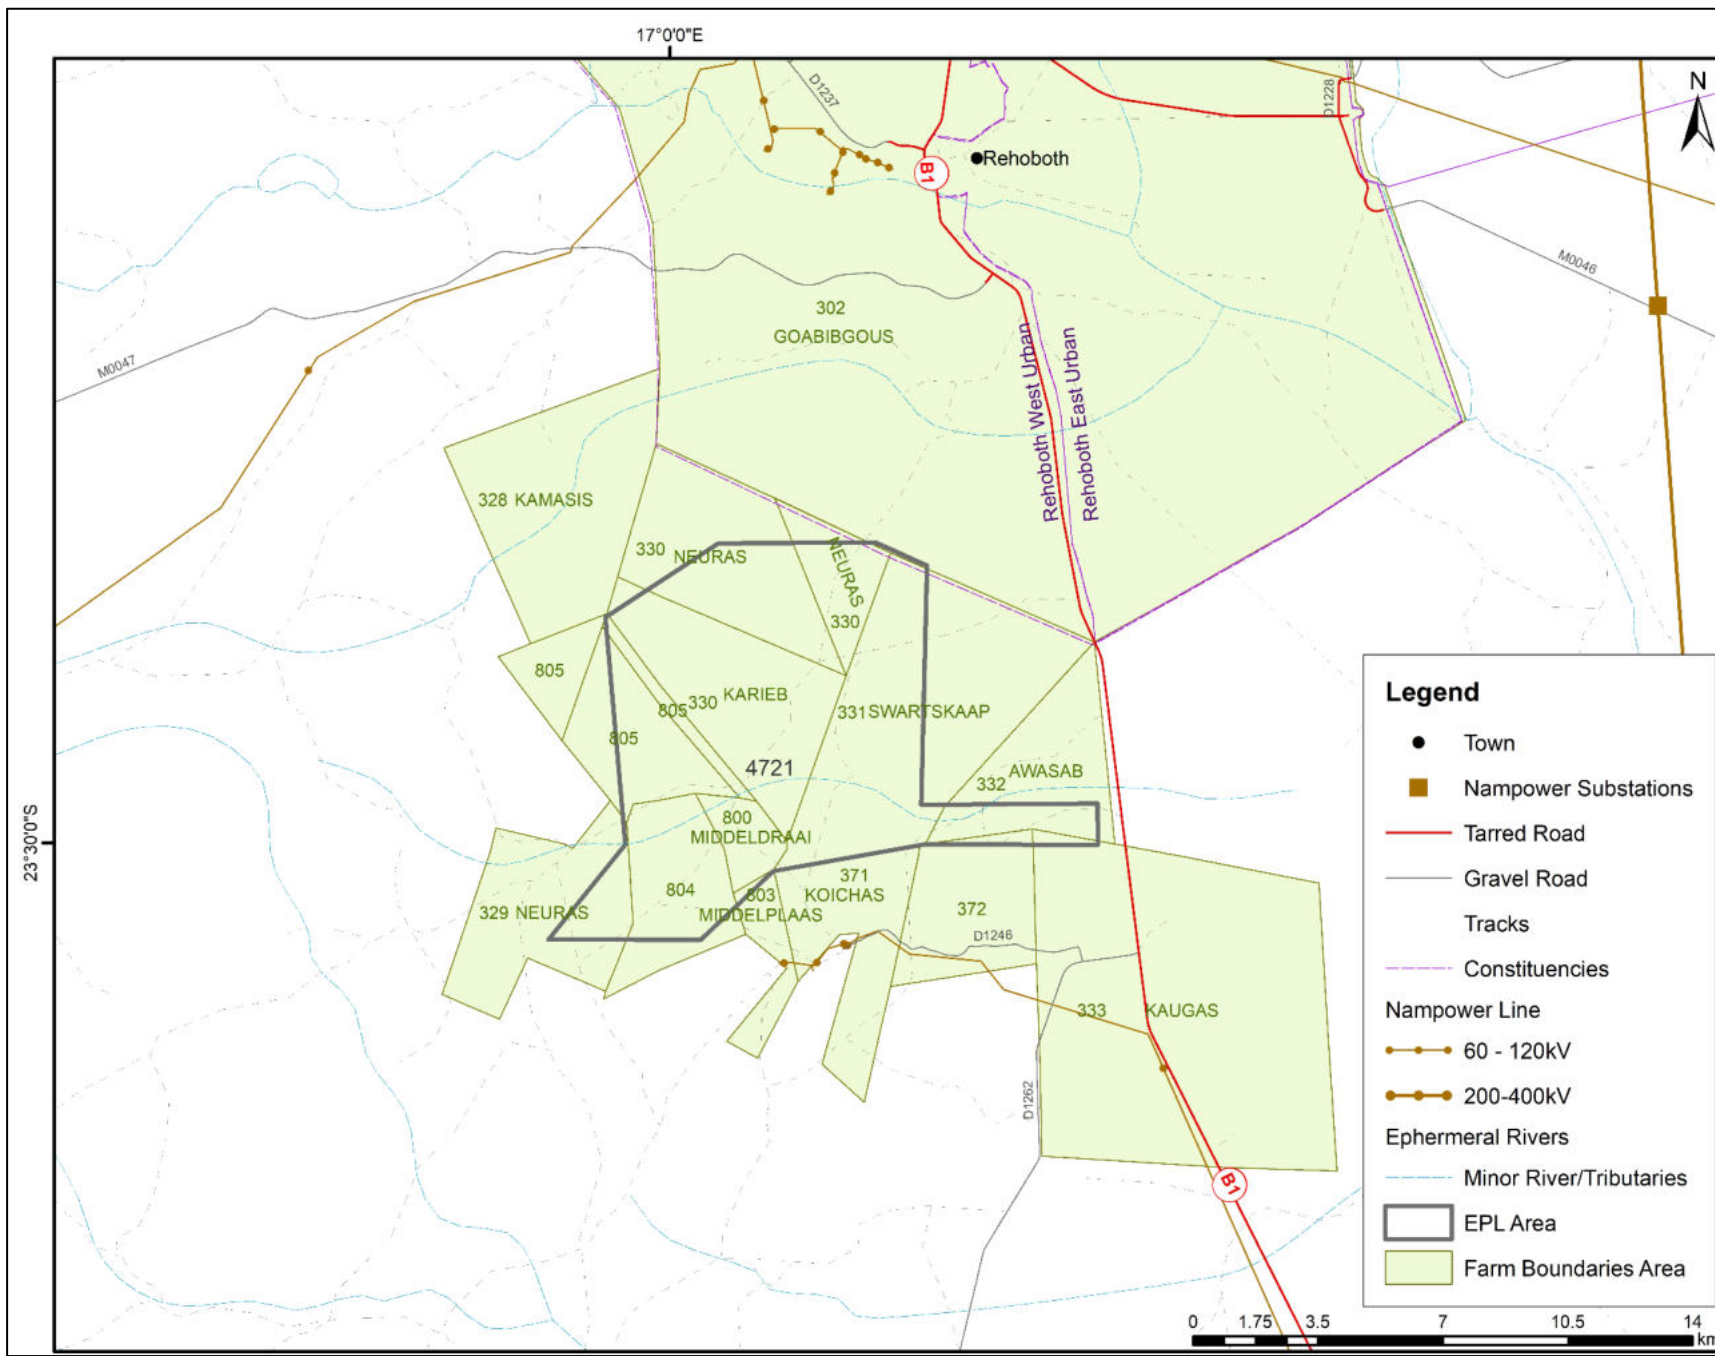 17°0'0"E
N
D1237
D1228
Rehoboth
B1
M0046
302
GOABIBGOUS
M0047
Rehoboth West Urban
Rehoboth East Urban
328 KAMASIS
330
NEURAS
NEURAS
330
805
330
KARIEB
805
805
331 SWARTSKAAP
4721
332
AWASAB
800
MIDDELDRAAI
23°30'0"S
804
803
MIDDELPLAAS
371
KOICHAS
372
329 NEURAS
D1246
333
KAUGAS
D1262
B1
Legend
Town
Nampower Substations
Tarred Road
Gravel Road
Tracks
Constituencies
Nampower Line
60 - 120kV
200-400kV
Ephermeral Rivers
Minor River/Tributaries
EPL Area
Farm Boundaries Area
0 1.75 3.5 7 10.5 14
km